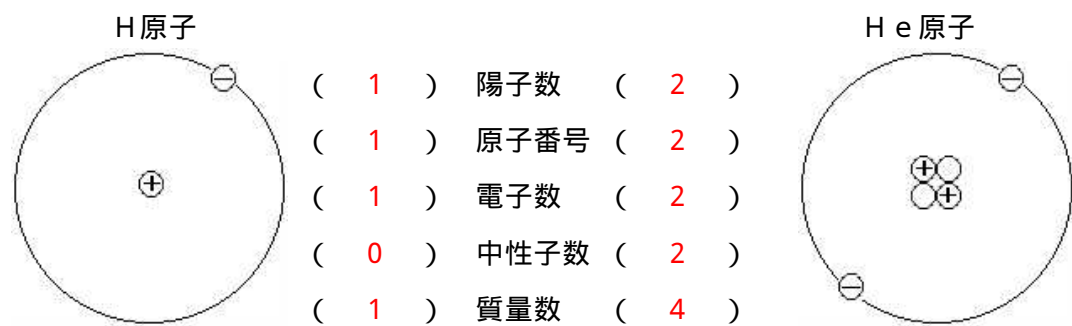 H原子
He原子
( 1 ) 陽子数 ( 2 )
( 1 ) 原子番号 ( 2 )
( 1 ) 電子数 ( 2 )
( 0 ) 中性子数 ( 2 )
( 1 ) 質量数 ( 4 )